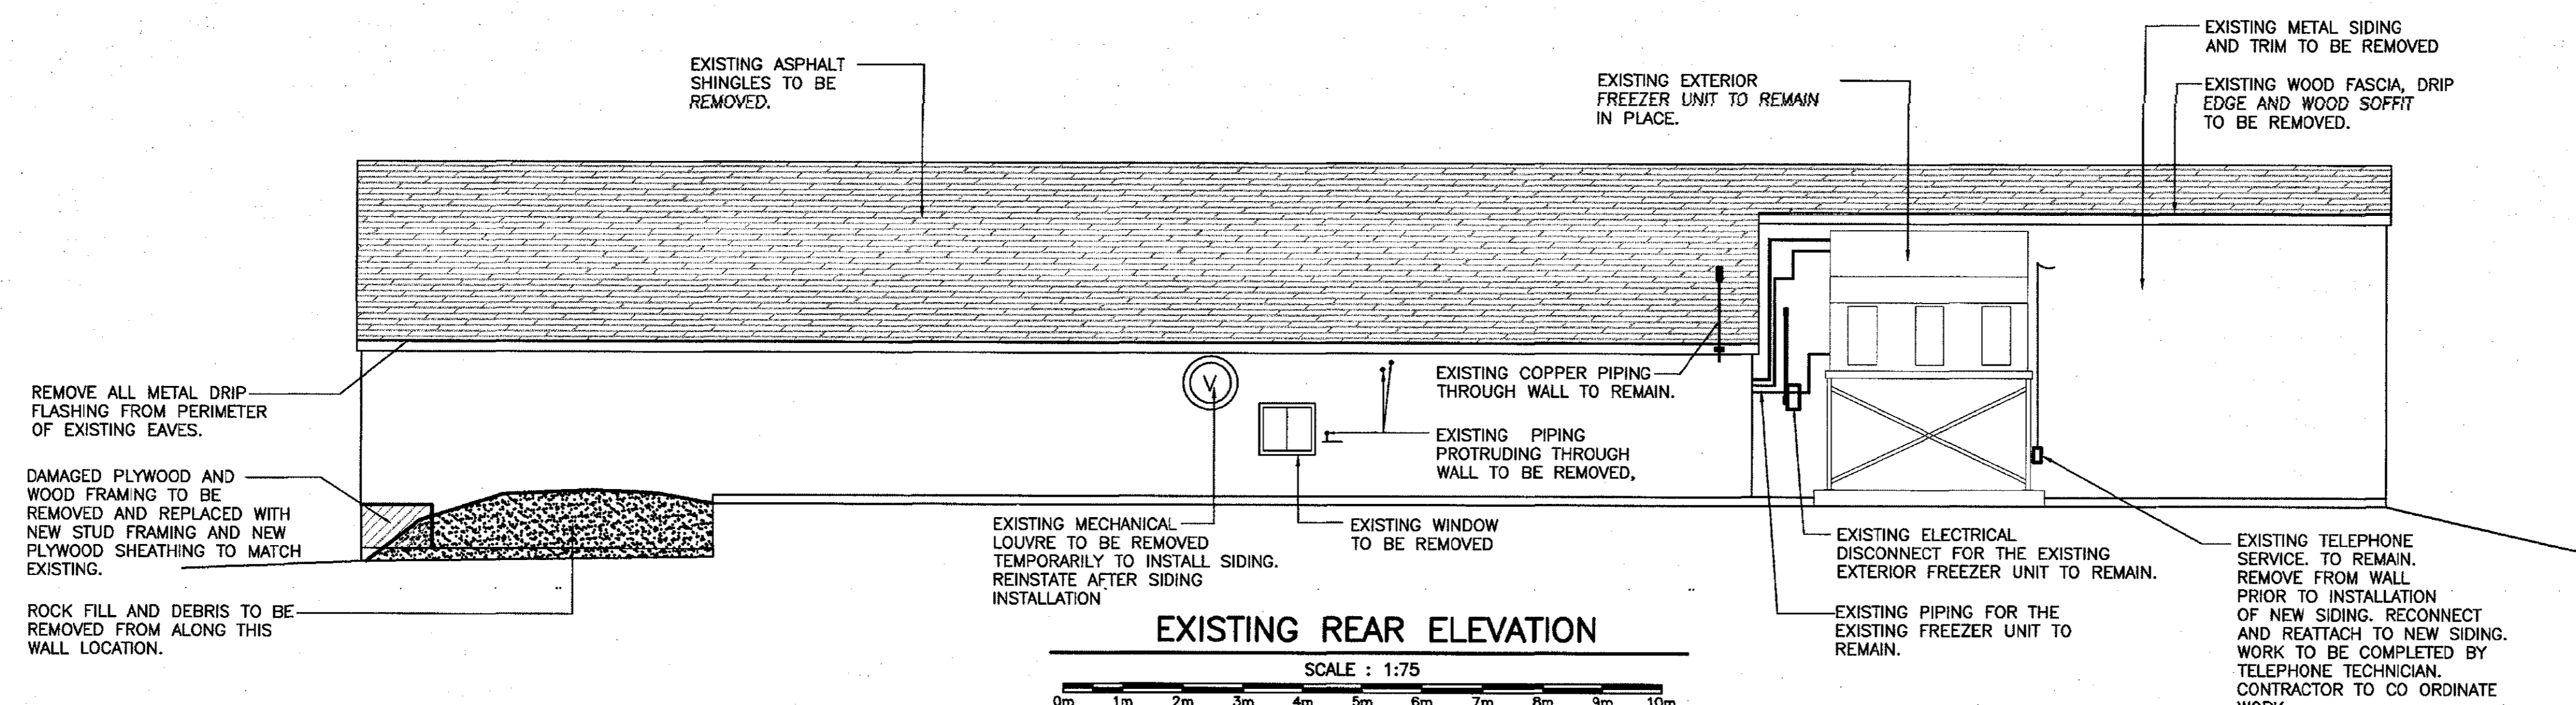 EXISTING ASPHALT
SHINGLES TO BE
REMOVED.
EXISTING EXTERIOR
FREEZER UNIT TO REMAIN
IN PLACE.
EXISTING METAL SIDING
AND TRIM TO BE REMOVED
EXISTING WOOD FASCIA, DRIP
EDGE AND WOOD SOFFIT
TO BE REMOVED.
REMOVE ALL METAL DRIP
FLASHING FROM PERIMETER
OF EXISTING EAVES.
DAMAGED PLYWOOD AND
WOOD FRAMING TO BE
REMOVED AND REPLACED WITH
NEW STUD FRAMING AND NEW
PLYWOOD SHEATHING TO MATCH
EXISTING.
ROCK FILL AND DEBRIS TO BE
REMOVED FROM ALONG THIS
WALL LOCATION.
V
EXISTING MECHANICAL
LOUVRE TO BE REMOVED
TEMPORARILY TO INSTALL SIDING.
REINSTATE AFTER SIDING
INSTALLATION
EXISTING WINDOW
TO BE REMOVED
EXISTING COPPER PIPING
THROUGH WALL TO REMAIN.
EXISTING PIPING
PROTRUDING THROUGH
WALL TO BE REMOVED,
EXISTING ELECTRICAL
DISCONNECT FOR THE EXISTING
EXTERIOR FREEZER UNIT TO REMAIN.
EXISTING PIPING FOR THE
EXISTING FREEZER UNIT TO
REMAIN.
EXISTING TELEPHONE
SERVICE. TO REMAIN.
REMOVE FROM WALL
PRIOR TO INSTALLATION
OF NEW SIDING. RECONNECT
AND REATTACH TO NEW SIDING.
WORK TO BE COMPLETED BY
TELEPHONE TECHNICIAN.
CONTRACTOR TO CO ORDINATE
EXISTING REAR ELEVATION
SCALE : 1:75
0m 1m 2m 3m 4m 5m 6m 7m 8m 9m 10m